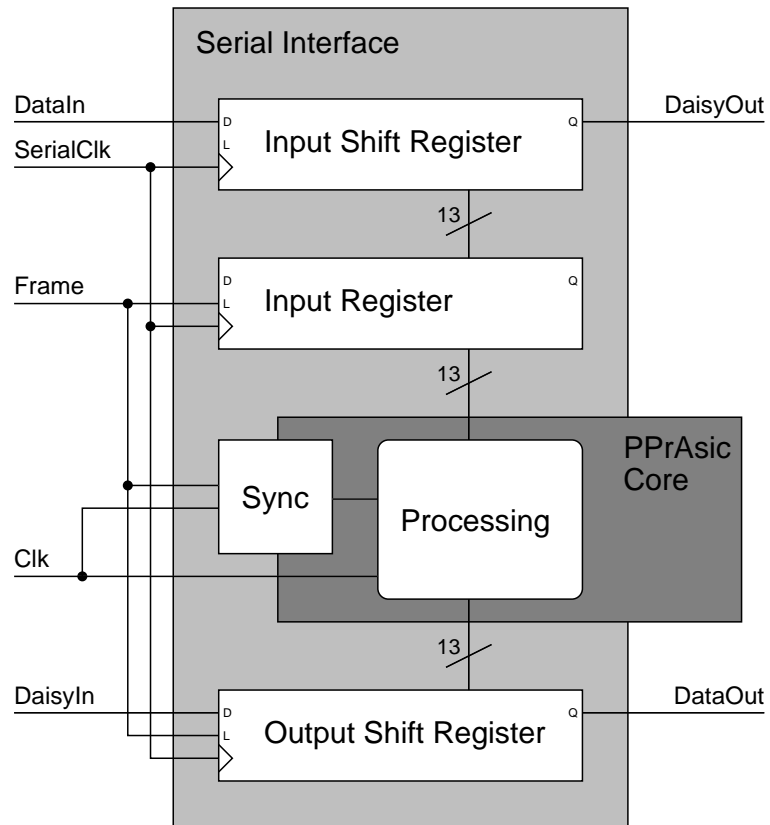 Serial Interface
DataIn
DaisyOut
D
Q
L
Input Shift Register
SerialClk
13
D
Q
Frame
L
Input Register
13
PPrAsic
Core
Sync
Processing
Clk
13
DaisyIn
DataOut
D
Q
L
Output Shift Register